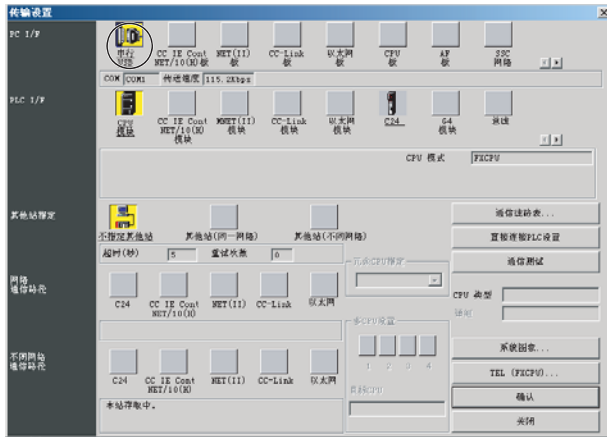 传输设置
PC I/F
串行
USB
CC IE Cont
NET/10(H)板
NET(II)
板
CC-Link
板
以太网
板
CPU
板
AF
板
SSC
网络
COM COM1 传送速度 115.2Kbps
PLC I/F
CPU
模块
CC IE Cont
NET/10(H)
模块
MNET(II)
模块
CC-Link
模块
以太网
模块
C24
G4
模块
总线
CPU 模式 FXCPU
其他站指定
不指定其他站
其他站(同一网络)
其他站(不同网络)
超时(秒) 5 重试次数 0
网络
通信路径
C24
CC IE Cont
NET/10(H)
NET(II)
CC-Link
以太网
不同网络
通信路径
C24
CC IE Cont
NET/10(H)
NET(II)
CC-Link
以太网
本站存取中。
冗余CPU指定
多CPU设置
1 2 3 4
通信路径表...
直接连接PLC设置
通信测试
CPU 类型
系统图象...
TEL (FXCPU)...
确认
关闭